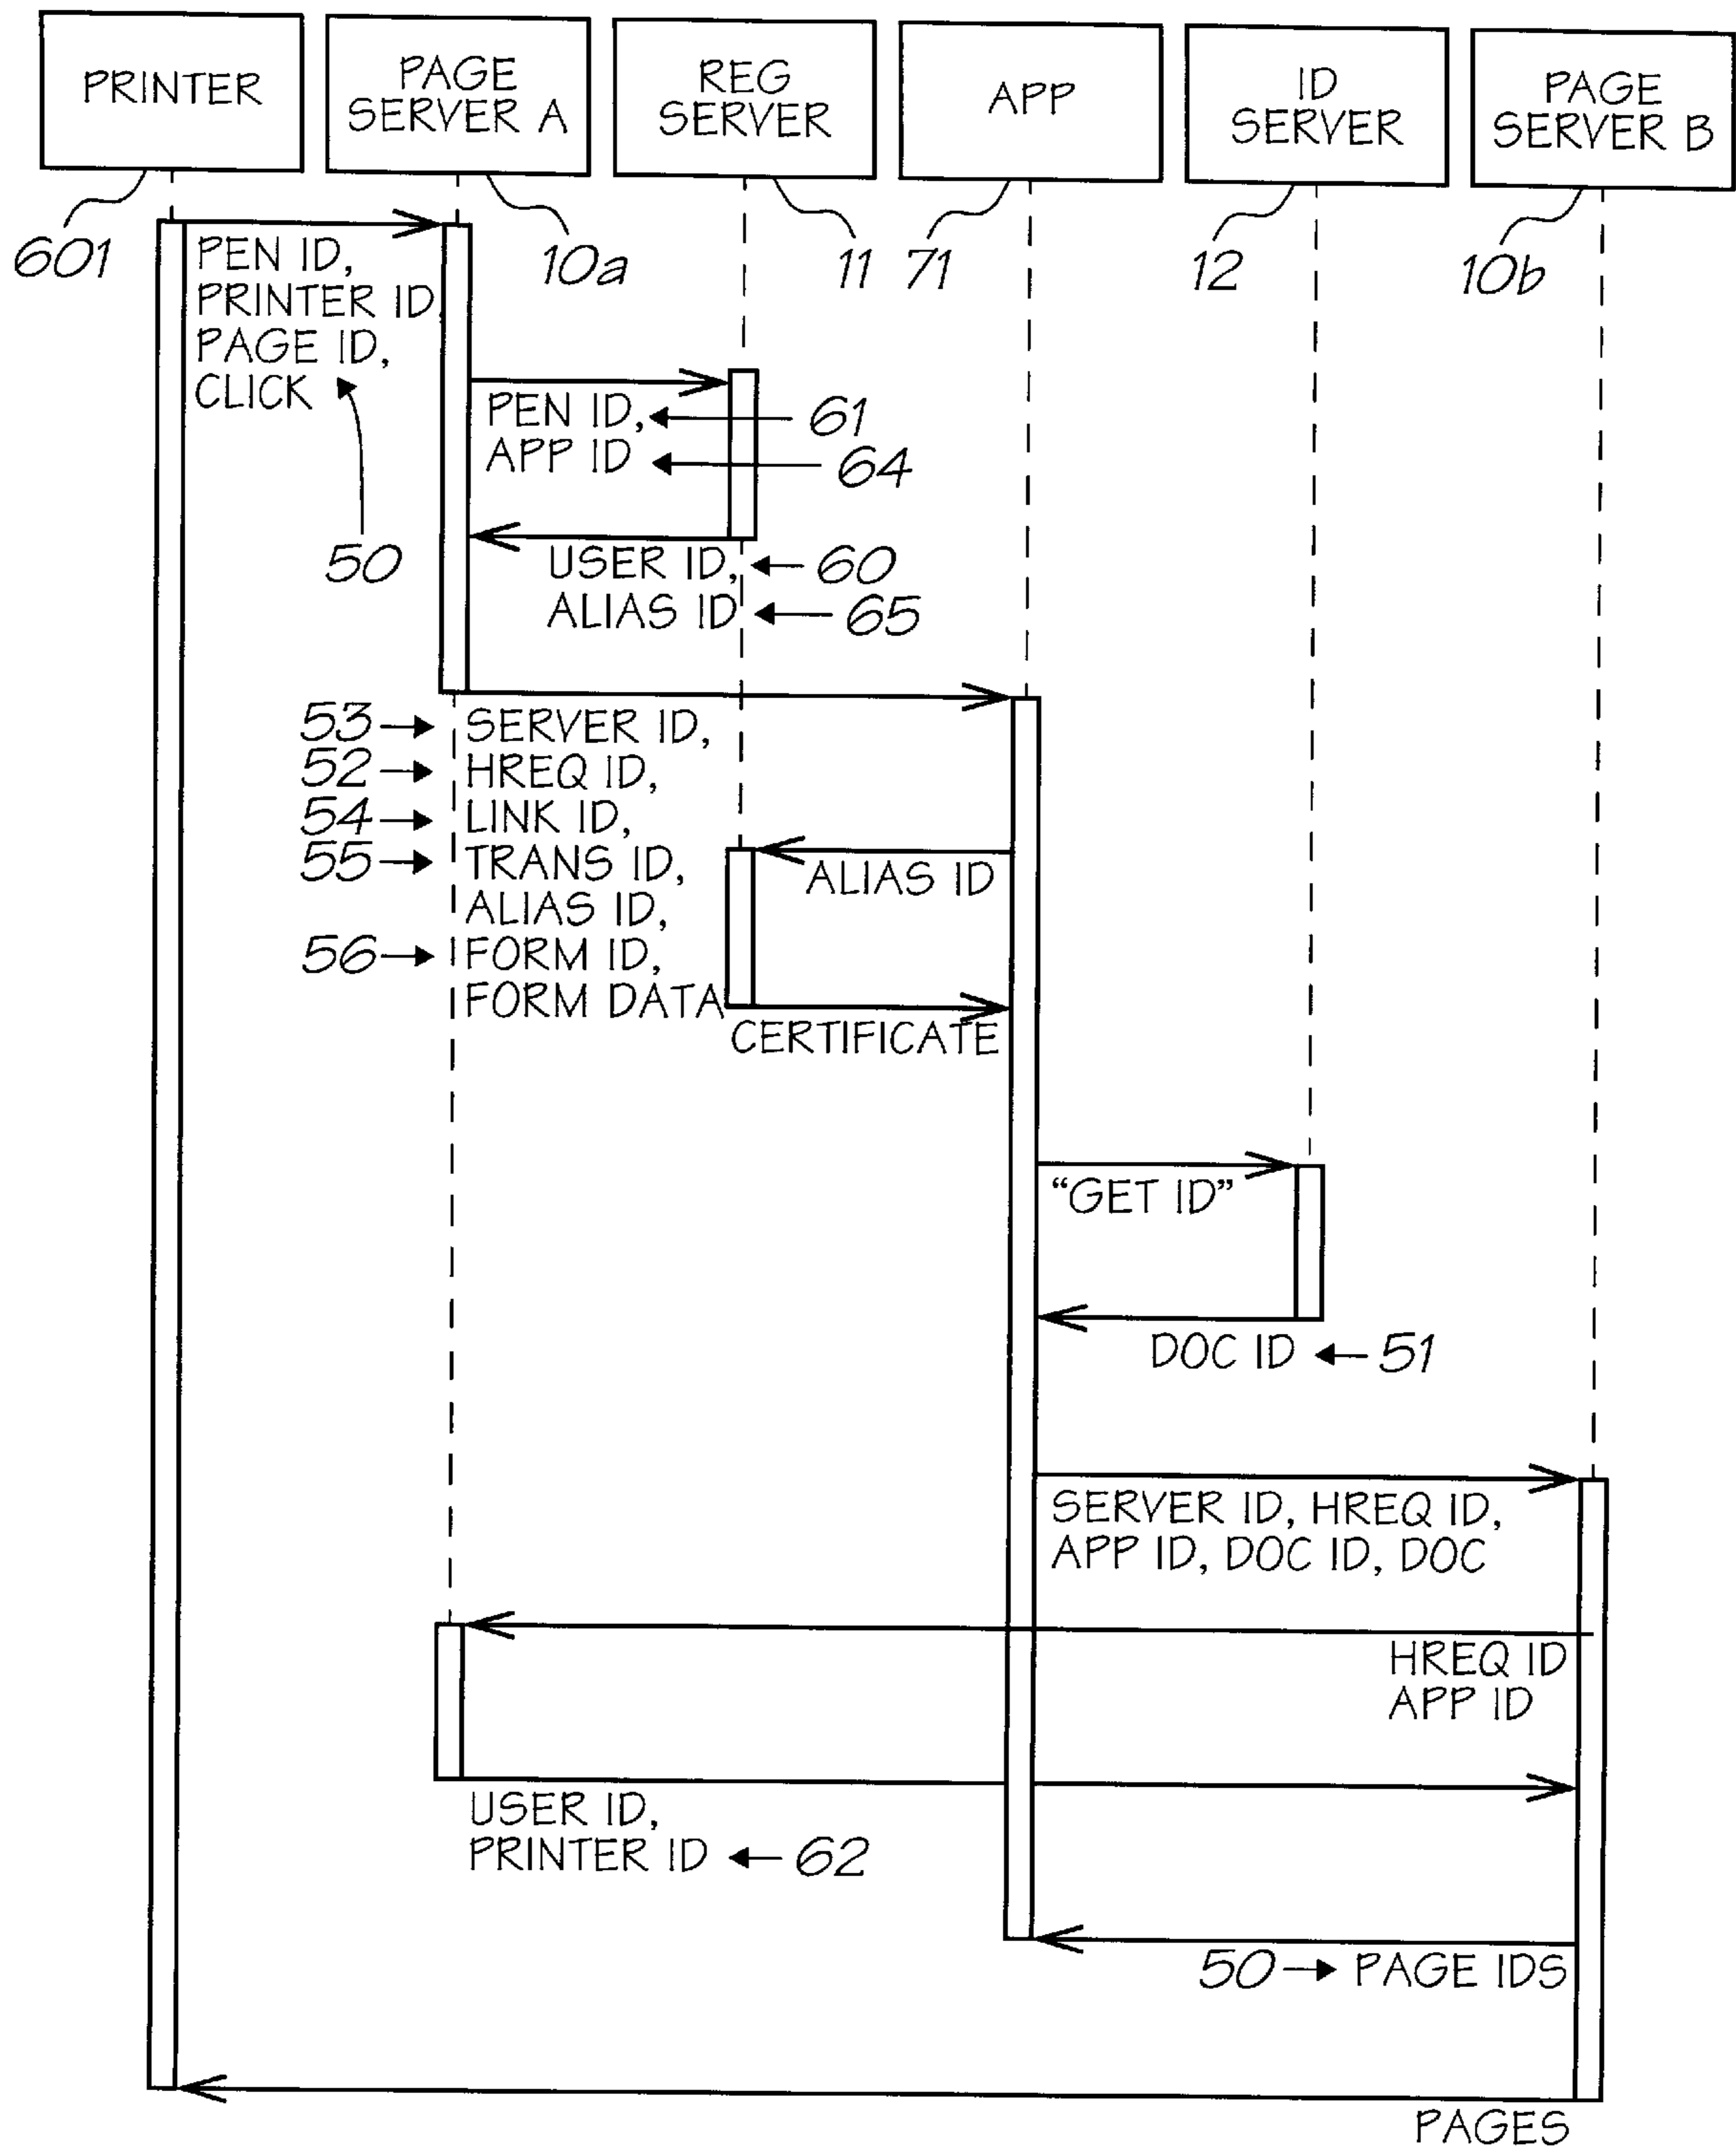 PRINTER
PAGE
SERVER A
REG
SERVER
APP
ID
SERVER
PAGE
SERVER B
601
10a
11
71
12
10b
PEN ID,
PRINTER ID
PAGE ID,
CLICK
50
PEN ID,
61
APP ID
64
USER ID,
60
ALIAS ID
65
53
SERVER ID,
52
HREQ ID,
54
LINK ID,
55
TRANS ID,
ALIAS ID,
56
FORM ID,
FORM DATA
ALIAS ID
CERTIFICATE
“GET ID”
DOC ID
51
SERVER ID, HREQ ID,
APP ID, DOC ID, DOC
HREQ ID
APP ID
USER ID,
PRINTER ID
62
50
PAGE IDS
PAGES